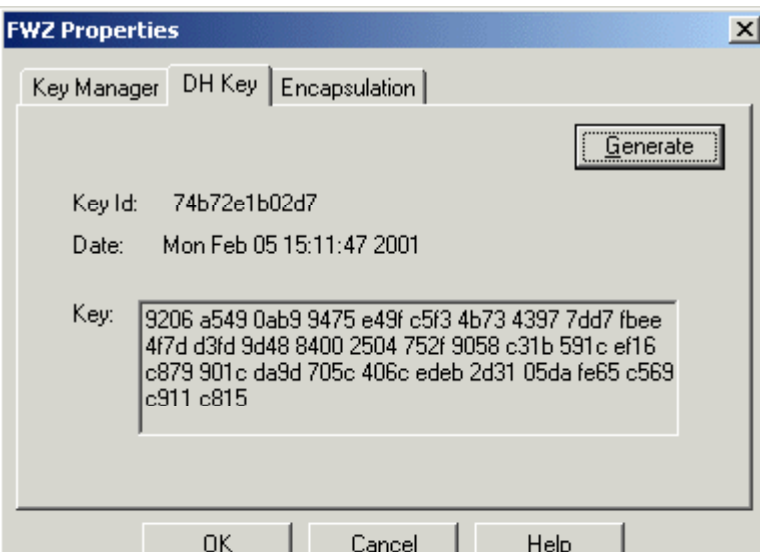 FWZ Properties
Key Manager DH Key Encapsulation
Generate
Key Id: 74b72e1b02d7
Date: Mon Feb 05 15:11:47 2001
Key: 9206 a549 0ab9 9475 e49f c5f3 4b73 4397 7dd7 fbee
4f7d d3fd 9d48 8400 2504 752f 9058 c31b 591c ef16
c879 901c da9d 705c 406c edeb 2d31 05da fe65 c569
c911 c815
OK Cancel Help